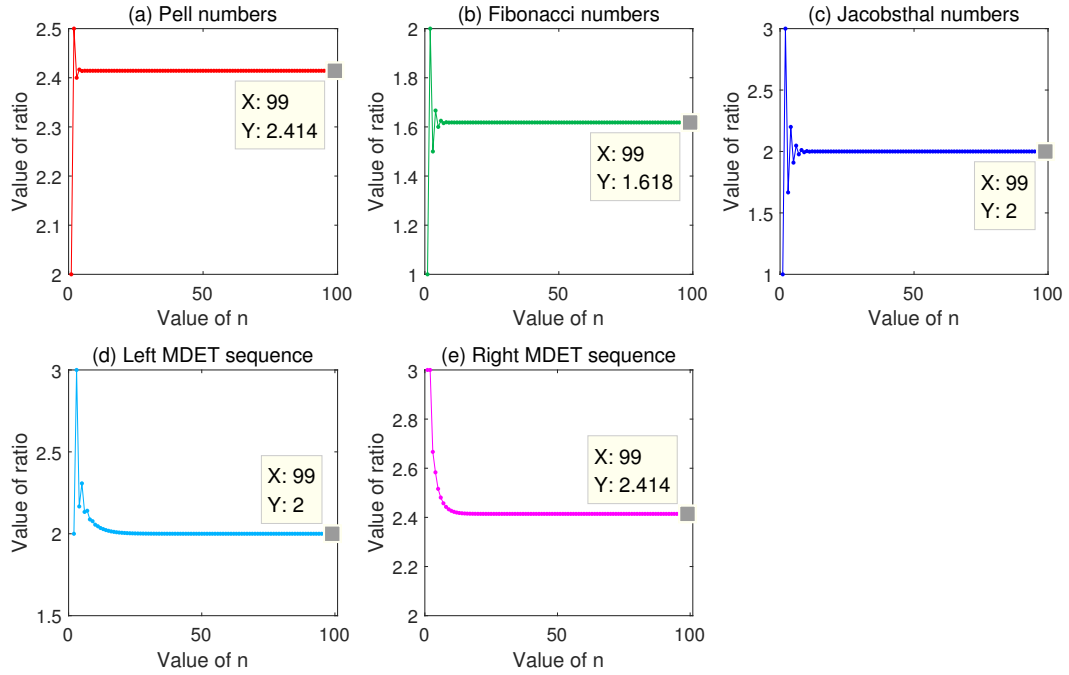 (a) Pell numbers
2.5
2.4
2.3
2.2
2.1
2
0
50
100
Value of ratio
Value of n
X: 99
Y: 2.414
(b) Fibonacci numbers
2
1.8
1.6
1.4
1.2
1
0
50
100
Value of ratio
Value of n
X: 99
Y: 1.618
(c) Jacobsthal numbers
3
2.5
2
1.5
1
0
50
100
Value of ratio
Value of n
X: 99
Y: 2
(d) Left MDET sequence
3
2.5
2
1.5
0
50
100
Value of ratio
Value of n
X: 99
Y: 2
(e) Right MDET sequence
3
2.8
2.6
2.4
2.2
2
0
50
100
Value of ratio
Value of n
X: 99
Y: 2.414